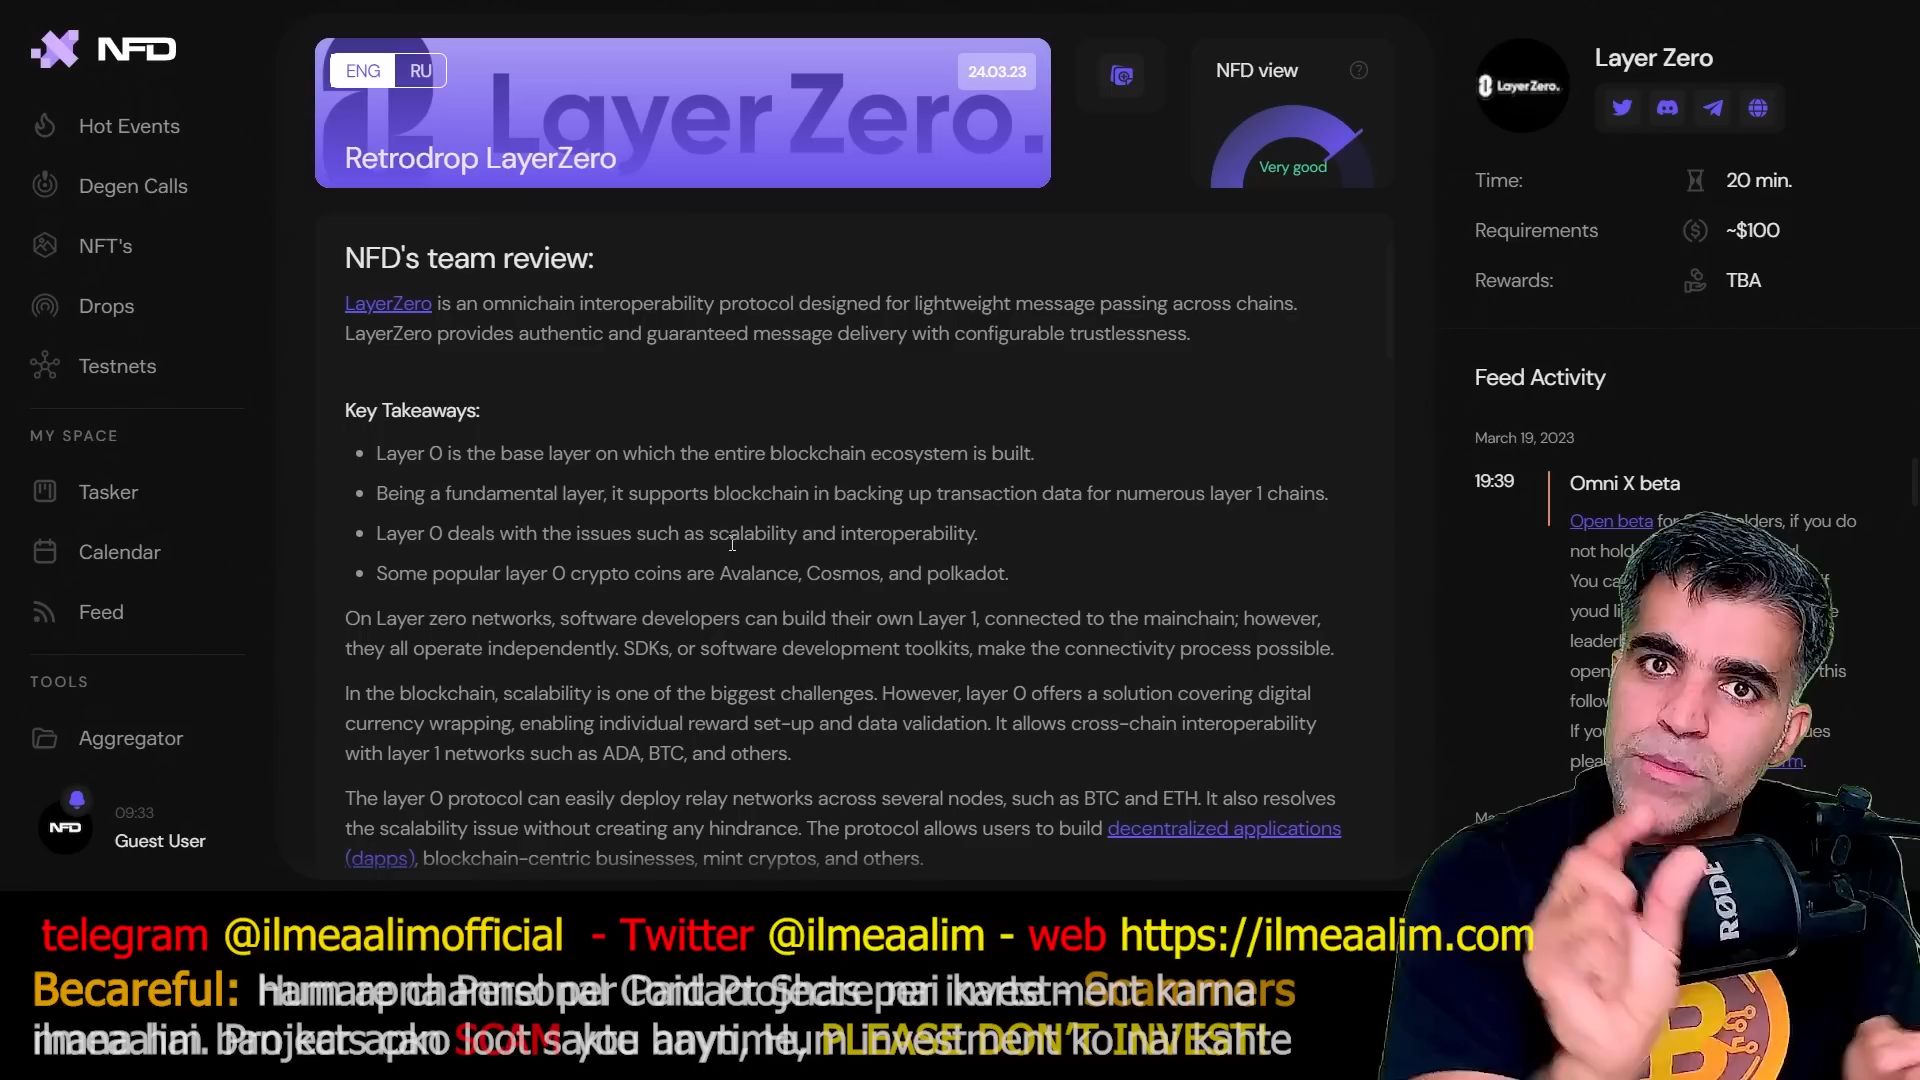 NFD
Hot Events
Degen Calls
NFT's
Drops
Testnets
MY SPACE
Tasker
Calendar
Feed
TOOLS
Aggregator
NFD
09:33
Guest User
ENG RU
24.03.23
Layer Zero.
Retrodrop LayerZero
NFD view
Very good
NFD's team review:
LayerZero is an omnichain interoperability protocol designed for lightweight message passing across chains.
LayerZero provides authentic and guaranteed message delivery with configurable trustlessness.
Key Takeaways:
Layer 0 is the base layer on which the entire blockchain ecosystem is built.
Being a fundamental layer, it supports blockchain in backing up transaction data for numerous layer 1 chains.
Layer 0 deals with the issues such as scalability and interoperability.
Some popular layer 0 crypto coins are Avalance, Cosmos, and polkadot.
On Layer zero networks, software developers can build their own Layer 1, connected to the mainchain; however,
they all operate independently. SDKs, or software development toolkits, make the connectivity process possible.
In the blockchain, scalability is one of the biggest challenges. However, layer 0 offers a solution covering digital
currency wrapping, enabling individual reward set-up and data validation. It allows cross-chain interoperability
with layer 1 networks such as ADA, BTC, and others.
The layer 0 protocol can easily deploy relay networks across several nodes, such as BTC and ETH. It also resolves
the scalability issue without creating any hindrance. The protocol allows users to build decentralized applications
(dapps), blockchain-centric businesses, mint cryptos, and others.
Layer Zero.
Layer Zero
Time: 20 min.
Requirements ~$100
Rewards: TBA
Feed Activity
March 19, 2023
19:39 Omni X beta
Open beta if you do
not
this
RØDE
telegram @ilmeaalimofficial - Twitter @ilmeaalim - web https://ilmeaalim.com
Becareful: Scammers
SCAM PLEASE DON'T INVEST!